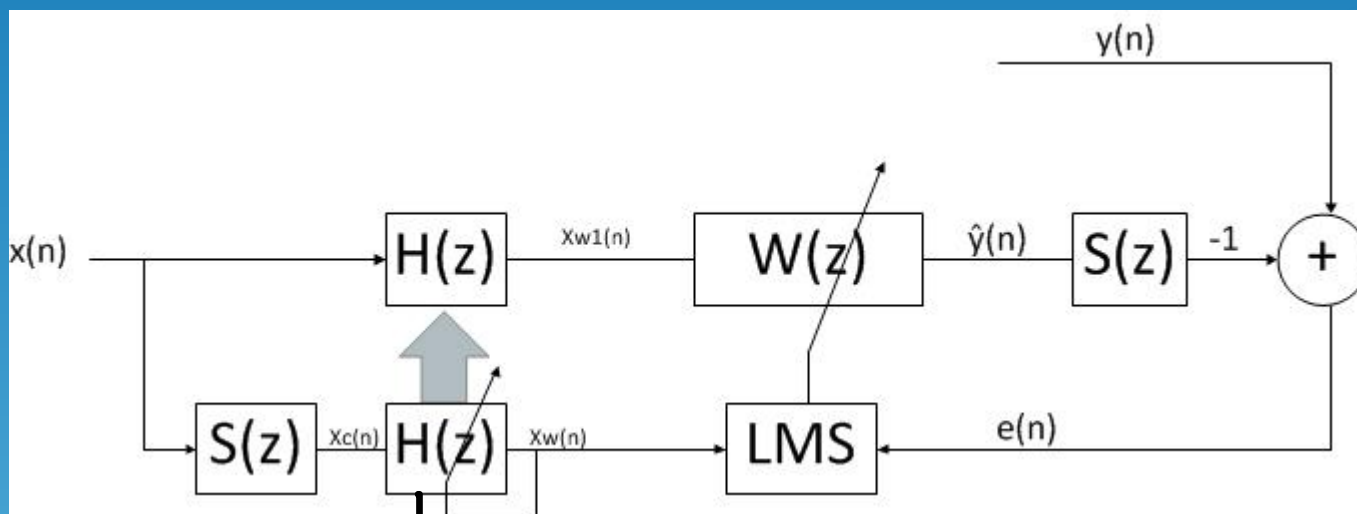 y(n)
x(n)
H(z)
Xw1(n)
W(z)
ŷ(n)
S(z)
-1
+
S(z)
Xc(n)
H(z)
Xw(n)
LMS
e(n)